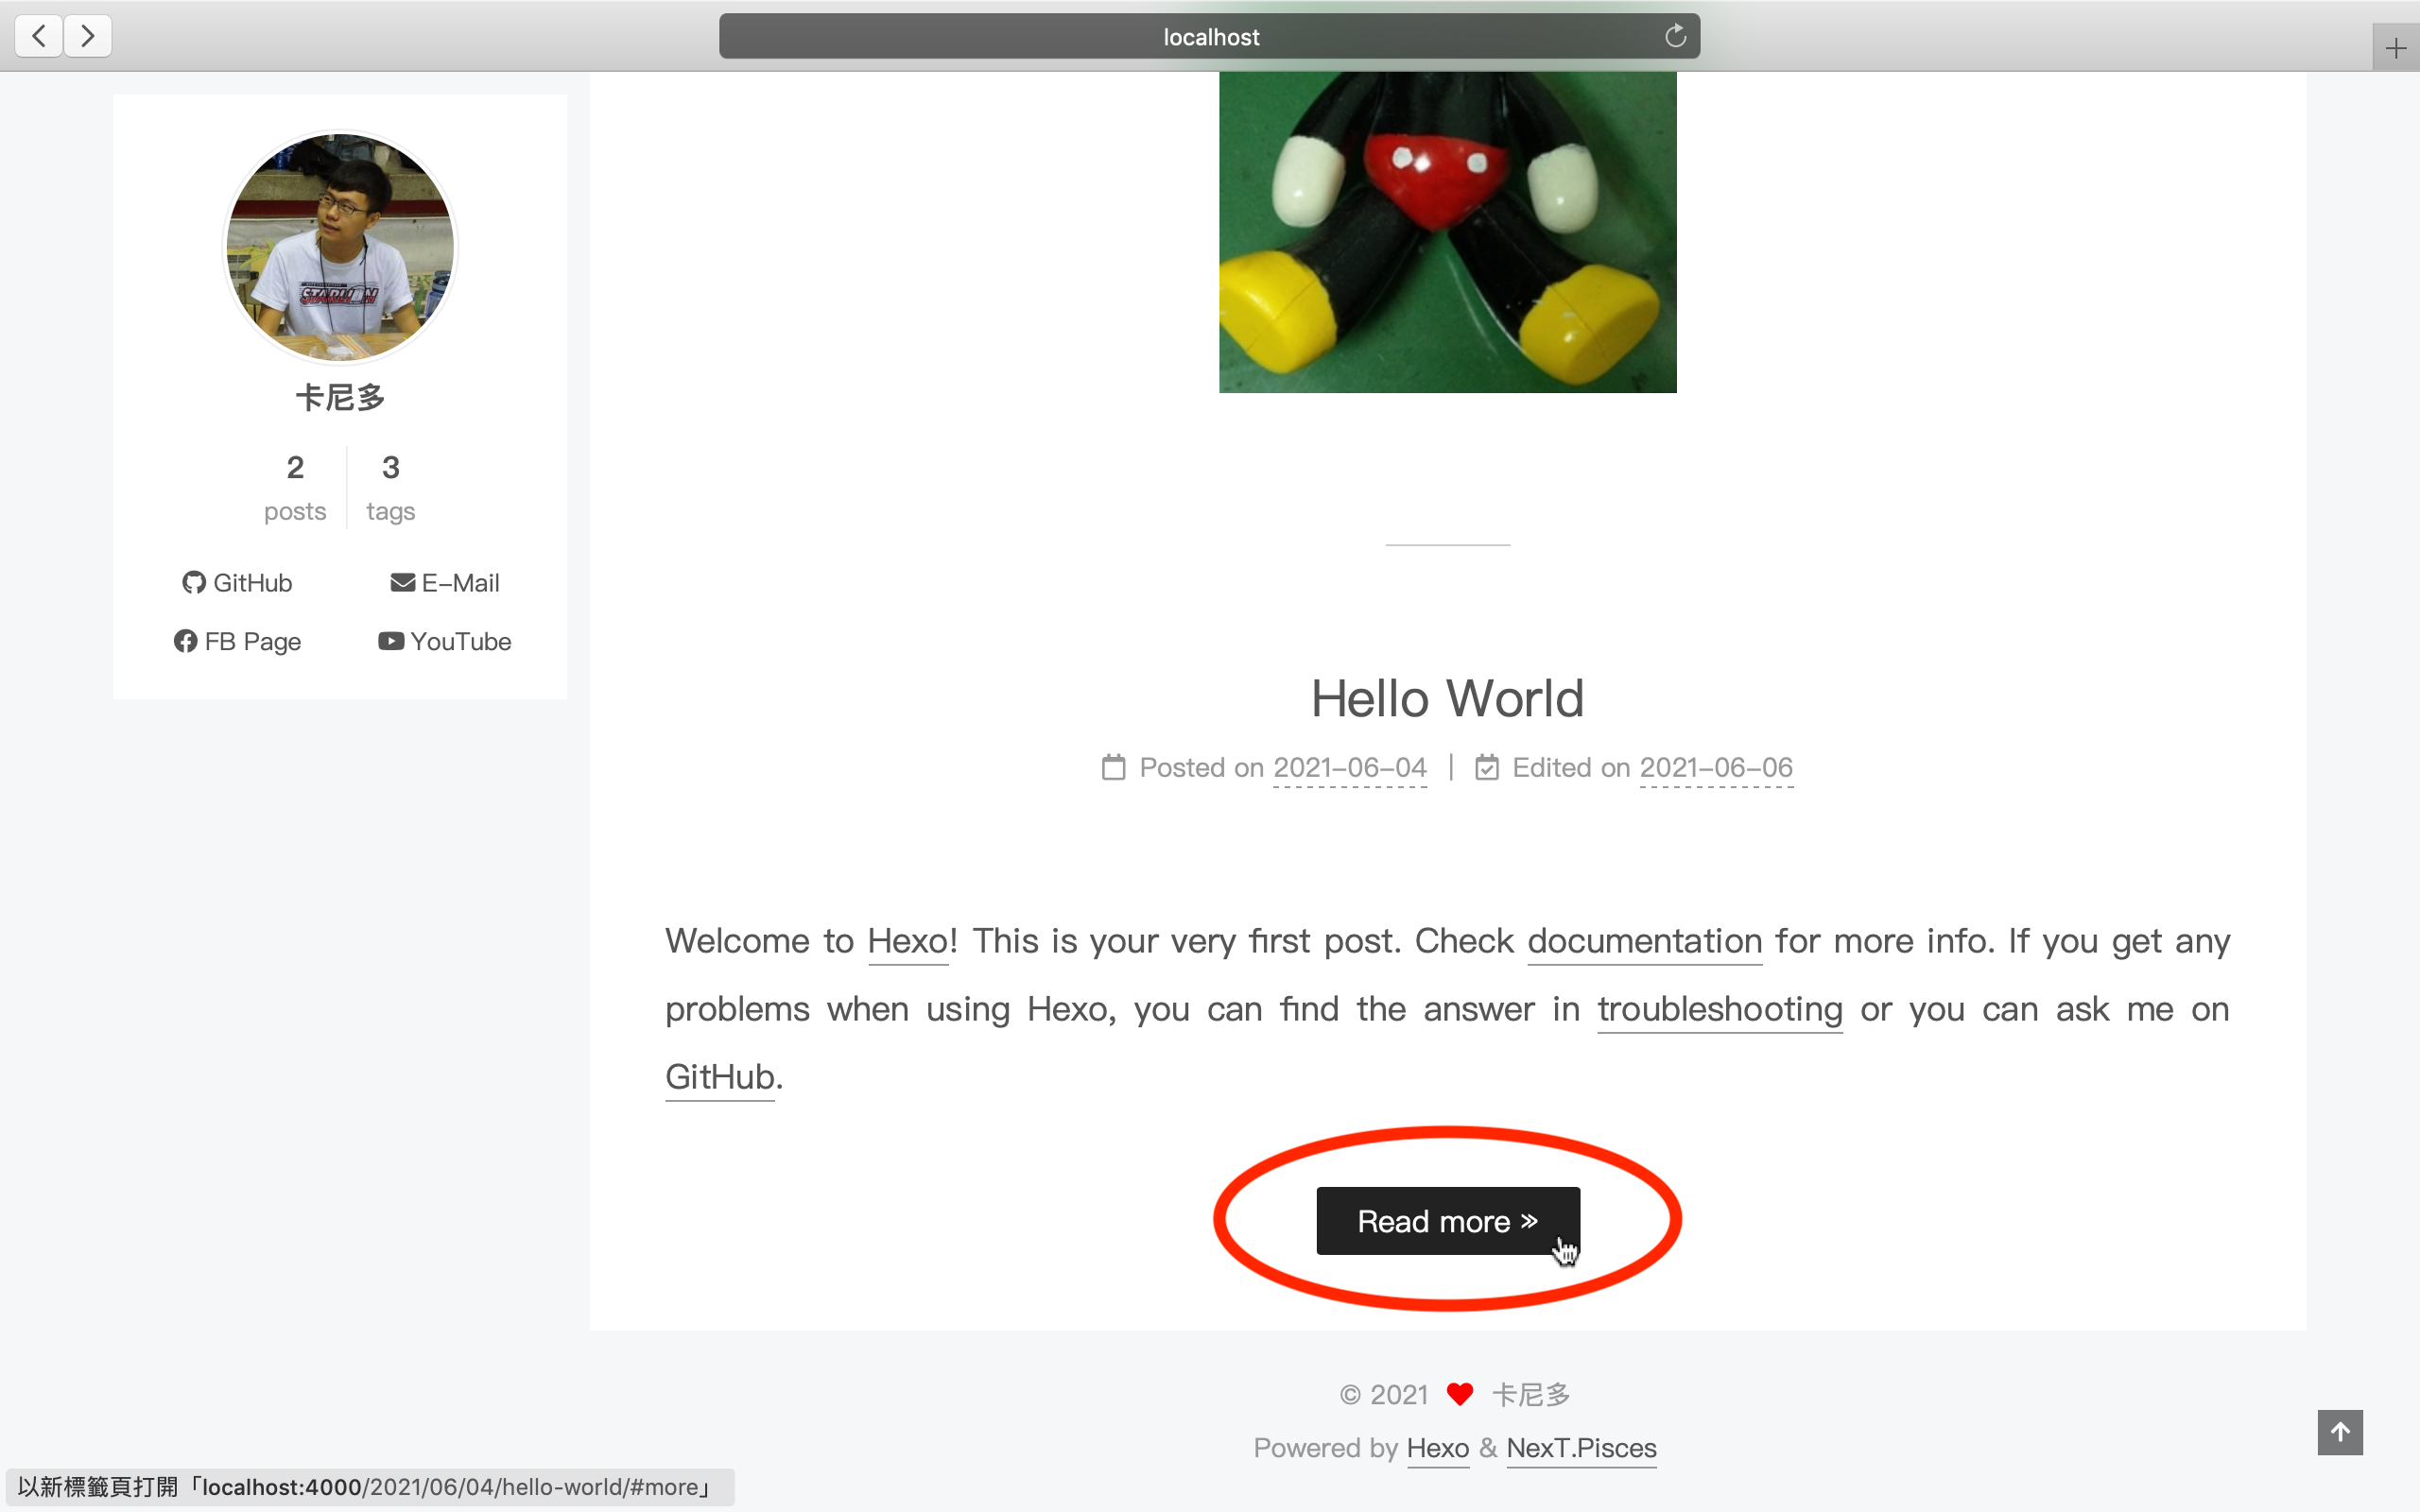 localhost
卡尼多
2 3
posts tags
GitHub E-Mail
FB Page YouTube
Hello World
Posted on 2021-06-04 | Edited on 2021-06-06
Welcome to Hexo! This is your very first post. Check documentation for more info. If you get any
problems when using Hexo, you can find the answer in troubleshooting or you can ask me on
GitHub.
Read more »
© 2021 卡尼多
Powered by Hexo & NexT.Pisces
以新標籤頁打開「localhost:4000/2021/06/04/hello-world/#more」